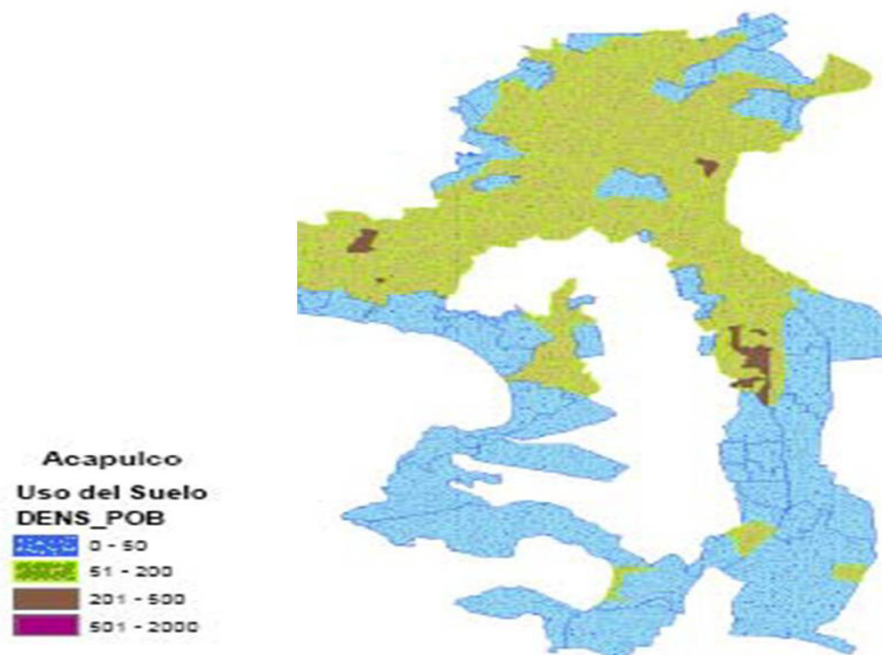 Acapulco
Uso del Suelo
DENS_POB
0 - 50
51 - 200
201 - 500
501 - 2000